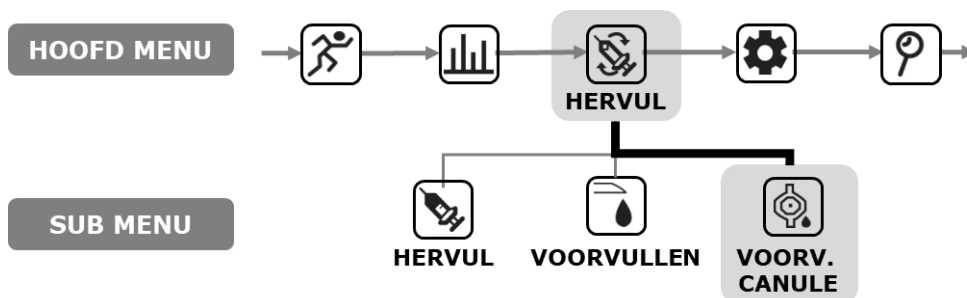 HOOFD MENU
HERVUL
SUB MENU
HERVUL
VOORVULLEN
VOORV.
CANULE